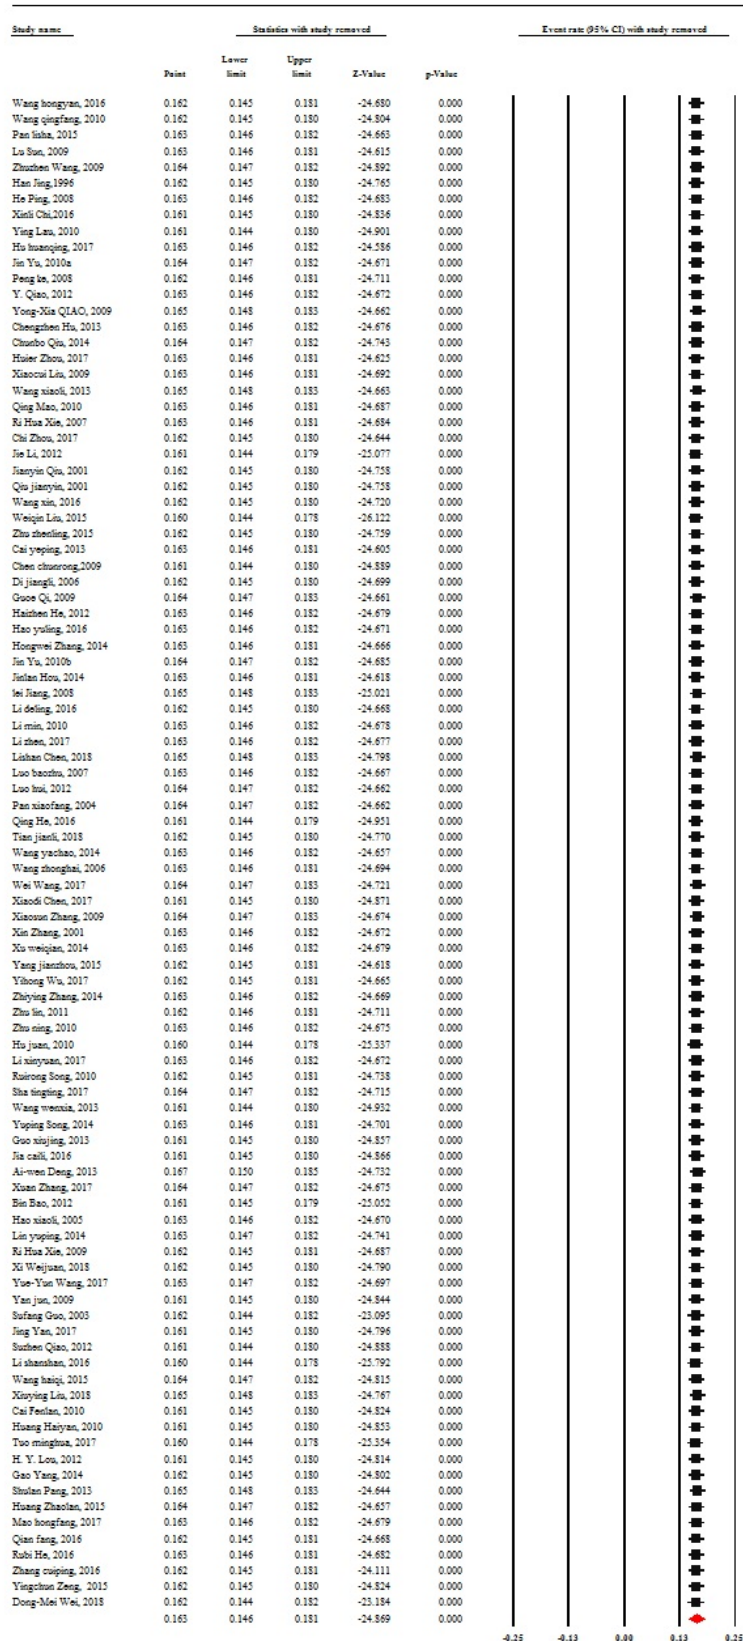 Study name Statistics with study removed Event rate (95% CI) with study removed
Lower Upper
Point limit limit Z-Value p-Value
Wang hongyan, 2016 0.162 0.145 0.181 -24.680 0.000
Wang qingfang, 2010 0.162 0.145 0.180 -24.804 0.000
Pan lisha, 2015 0.163 0.146 0.182 -24.663 0.000
Lu Sun, 2009 0.163 0.146 0.181 -24.615 0.000
Zhuzhen Wang, 2009 0.164 0.147 0.182 -24.892 0.000
Han Jing,1996 0.162 0.145 0.180 -24.765 0.000
He Ping, 2008 0.163 0.146 0.182 -24.683 0.000
Xinli Chi,2016 0.161 0.145 0.180 -24.836 0.000
Ying Lau, 2010 0.161 0.144 0.180 -24.901 0.000
Hu huanqing, 2017 0.163 0.146 0.182 -24.586 0.000
Jin Yu, 2010a 0.164 0.147 0.182 -24.671 0.000
Peng ke, 2008 0.162 0.146 0.181 -24.711 0.000
Y. Qiao, 2012 0.163 0.146 0.182 -24.672 0.000
Yong-Xia QIAO, 2009 0.165 0.148 0.183 -24.662 0.000
Chengzhen Hu, 2013 0.163 0.146 0.182 -24.676 0.000
Chunbo Qiu, 2014 0.164 0.147 0.182 -24.743 0.000
Huier Zhou, 2017 0.163 0.146 0.181 -24.625 0.000
Xiaocui Liu, 2009 0.163 0.146 0.181 -24.692 0.000
Wang xiaoli, 2013 0.165 0.148 0.183 -24.663 0.000
Qing Mao, 2010 0.163 0.146 0.181 -24.687 0.000
Ri Hua Xie, 2007 0.163 0.146 0.181 -24.684 0.000
Chi Zhou, 2017 0.162 0.145 0.180 -24.644 0.000
Jie Li, 2012 0.161 0.144 0.179 -25.077 0.000
Jianyin Qiu, 2001 0.162 0.145 0.180 -24.758 0.000
Qiu jianyin, 2001 0.162 0.145 0.180 -24.758 0.000
Wang xin, 2016 0.162 0.145 0.180 -24.720 0.000
Weiqin Liu, 2015 0.160 0.144 0.178 -26.122 0.000
Zhu zhenling, 2015 0.162 0.145 0.180 -24.759 0.000
Cai yeping, 2013 0.163 0.146 0.181 -24.605 0.000
Chen chunrong,2009 0.161 0.144 0.180 -24.889 0.000
Di jiangli, 2006 0.162 0.145 0.180 -24.699 0.000
Guoe Qi, 2009 0.164 0.147 0.183 -24.661 0.000
Haizhen He, 2012 0.163 0.146 0.182 -24.679 0.000
Hao yuling, 2016 0.163 0.146 0.182 -24.671 0.000
Hongwei Zhang, 2014 0.163 0.146 0.181 -24.666 0.000
Jin Yu, 2010b 0.164 0.147 0.182 -24.685 0.000
Jinlan Hou, 2014 0.163 0.146 0.181 -24.618 0.000
lei Jiang, 2008 0.165 0.148 0.183 -25.021 0.000
Li deling, 2016 0.162 0.145 0.180 -24.668 0.000
Li min, 2010 0.163 0.146 0.182 -24.678 0.000
Li zhen, 2017 0.163 0.146 0.182 -24.677 0.000
Lishan Chen, 2018 0.165 0.148 0.183 -24.798 0.000
Luo baozhu, 2007 0.163 0.146 0.182 -24.667 0.000
Luo hui, 2012 0.164 0.147 0.182 -24.662 0.000
Pan xiaofang, 2004 0.164 0.147 0.182 -24.662 0.000
Qing He, 2016 0.161 0.144 0.179 -24.951 0.000
Tian jianli, 2018 0.162 0.145 0.180 -24.770 0.000
Wang yachao, 2014 0.163 0.146 0.182 -24.657 0.000
Wang zhonghai, 2006 0.163 0.146 0.181 -24.694 0.000
Wei Wang, 2017 0.164 0.147 0.183 -24.721 0.000
Xiaodi Chen, 2017 0.161 0.145 0.180 -24.871 0.000
Xiaosun Zhang, 2009 0.164 0.147 0.183 -24.674 0.000
Xin Zhang, 2001 0.163 0.146 0.182 -24.672 0.000
Xu weiqian, 2014 0.163 0.146 0.182 -24.679 0.000
Yang jianzhou, 2015 0.162 0.145 0.181 -24.618 0.000
Yihong Wu, 2017 0.162 0.145 0.181 -24.665 0.000
Zhiying Zhang, 2014 0.163 0.146 0.182 -24.669 0.000
Zhu lin, 2011 0.162 0.146 0.181 -24.711 0.000
Zhu ning, 2010 0.163 0.146 0.182 -24.675 0.000
Hu juan, 2010 0.160 0.144 0.178 -25.337 0.000
Li xinyuan, 2017 0.163 0.146 0.182 -24.672 0.000
Ruirong Song, 2010 0.162 0.145 0.181 -24.738 0.000
Sha tingting, 2017 0.164 0.147 0.182 -24.715 0.000
Wang wenxia, 2013 0.161 0.144 0.180 -24.932 0.000
Yuping Song, 2014 0.163 0.146 0.181 -24.701 0.000
Guo xiujing, 2013 0.161 0.145 0.180 -24.857 0.000
Jia caili, 2016 0.161 0.145 0.180 -24.866 0.000
Ai-wen Deng, 2013 0.167 0.150 0.185 -24.732 0.000
Xuan Zhang, 2017 0.164 0.147 0.182 -24.675 0.000
Bin Bao, 2012 0.161 0.145 0.179 -25.052 0.000
Hao xiaoli, 2005 0.163 0.146 0.182 -24.670 0.000
Lin yuping, 2014 0.163 0.147 0.182 -24.741 0.000
Ri Hua Xie, 2009 0.162 0.145 0.181 -24.687 0.000
Xi Weijuan, 2018 0.162 0.145 0.180 -24.790 0.000
Yue-Yun Wang, 2017 0.163 0.147 0.182 -24.697 0.000
Yan jun, 2009 0.161 0.145 0.180 -24.844 0.000
Sufang Guo, 2003 0.162 0.144 0.182 -23.095 0.000
Jing Yan, 2017 0.161 0.145 0.180 -24.796 0.000
Suzhen Qiao, 2012 0.161 0.144 0.180 -24.888 0.000
Li shanshan, 2016 0.160 0.144 0.178 -25.792 0.000
Wang haiqi, 2015 0.164 0.147 0.182 -24.815 0.000
Xiuying Liu, 2018 0.165 0.148 0.183 -24.767 0.000
Cai Fenlan, 2010 0.161 0.145 0.180 -24.824 0.000
Huang Haiyan, 2010 0.161 0.145 0.180 -24.853 0.000
Tuo minghua, 2017 0.160 0.144 0.178 -25.354 0.000
H. Y. Lou, 2012 0.161 0.145 0.180 -24.814 0.000
Gao Yang, 2014 0.162 0.145 0.180 -24.802 0.000
Shulan Pang, 2013 0.165 0.148 0.183 -24.644 0.000
Huang Zhaolan, 2015 0.164 0.147 0.182 -24.657 0.000
Mao hongfang, 2017 0.163 0.146 0.182 -24.679 0.000
Qian fang, 2016 0.162 0.145 0.181 -24.668 0.000
Rubi He, 2016 0.163 0.146 0.181 -24.682 0.000
Zhang cuiping, 2016 0.162 0.145 0.181 -24.111 0.000
Yingchun Zeng, 2015 0.162 0.145 0.180 -24.824 0.000
Dong-Mei Wei, 2018 0.162 0.144 0.182 -23.184 0.000
0.163 0.146 0.181 -24.869 0.000
-0.25 -0.13 0.00 0.13 0.25